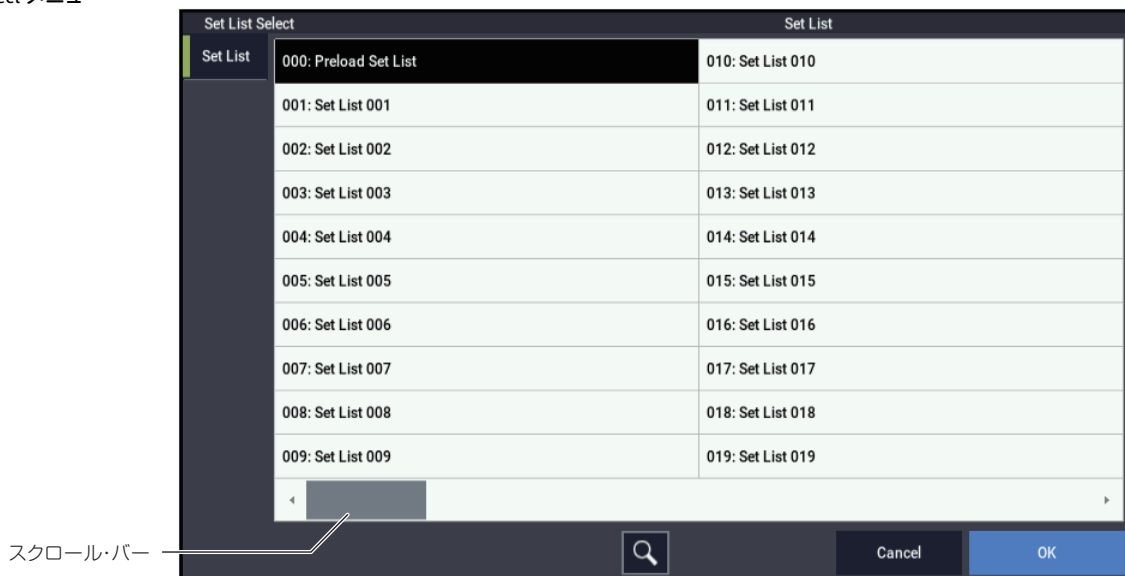 メニュー
Set List Select
Set List
Set List
000: Preload Set List
010: Set List 010
001: Set List 001
011: Set List 011
002: Set List 002
012: Set List 012
003: Set List 003
013: Set List 013
004: Set List 004
014: Set List 014
005: Set List 005
015: Set List 015
006: Set List 006
016: Set List 016
007: Set List 007
017: Set List 017
008: Set List 008
018: Set List 018
009: Set List 009
019: Set List 019
スクロール・バー
Cancel
OK